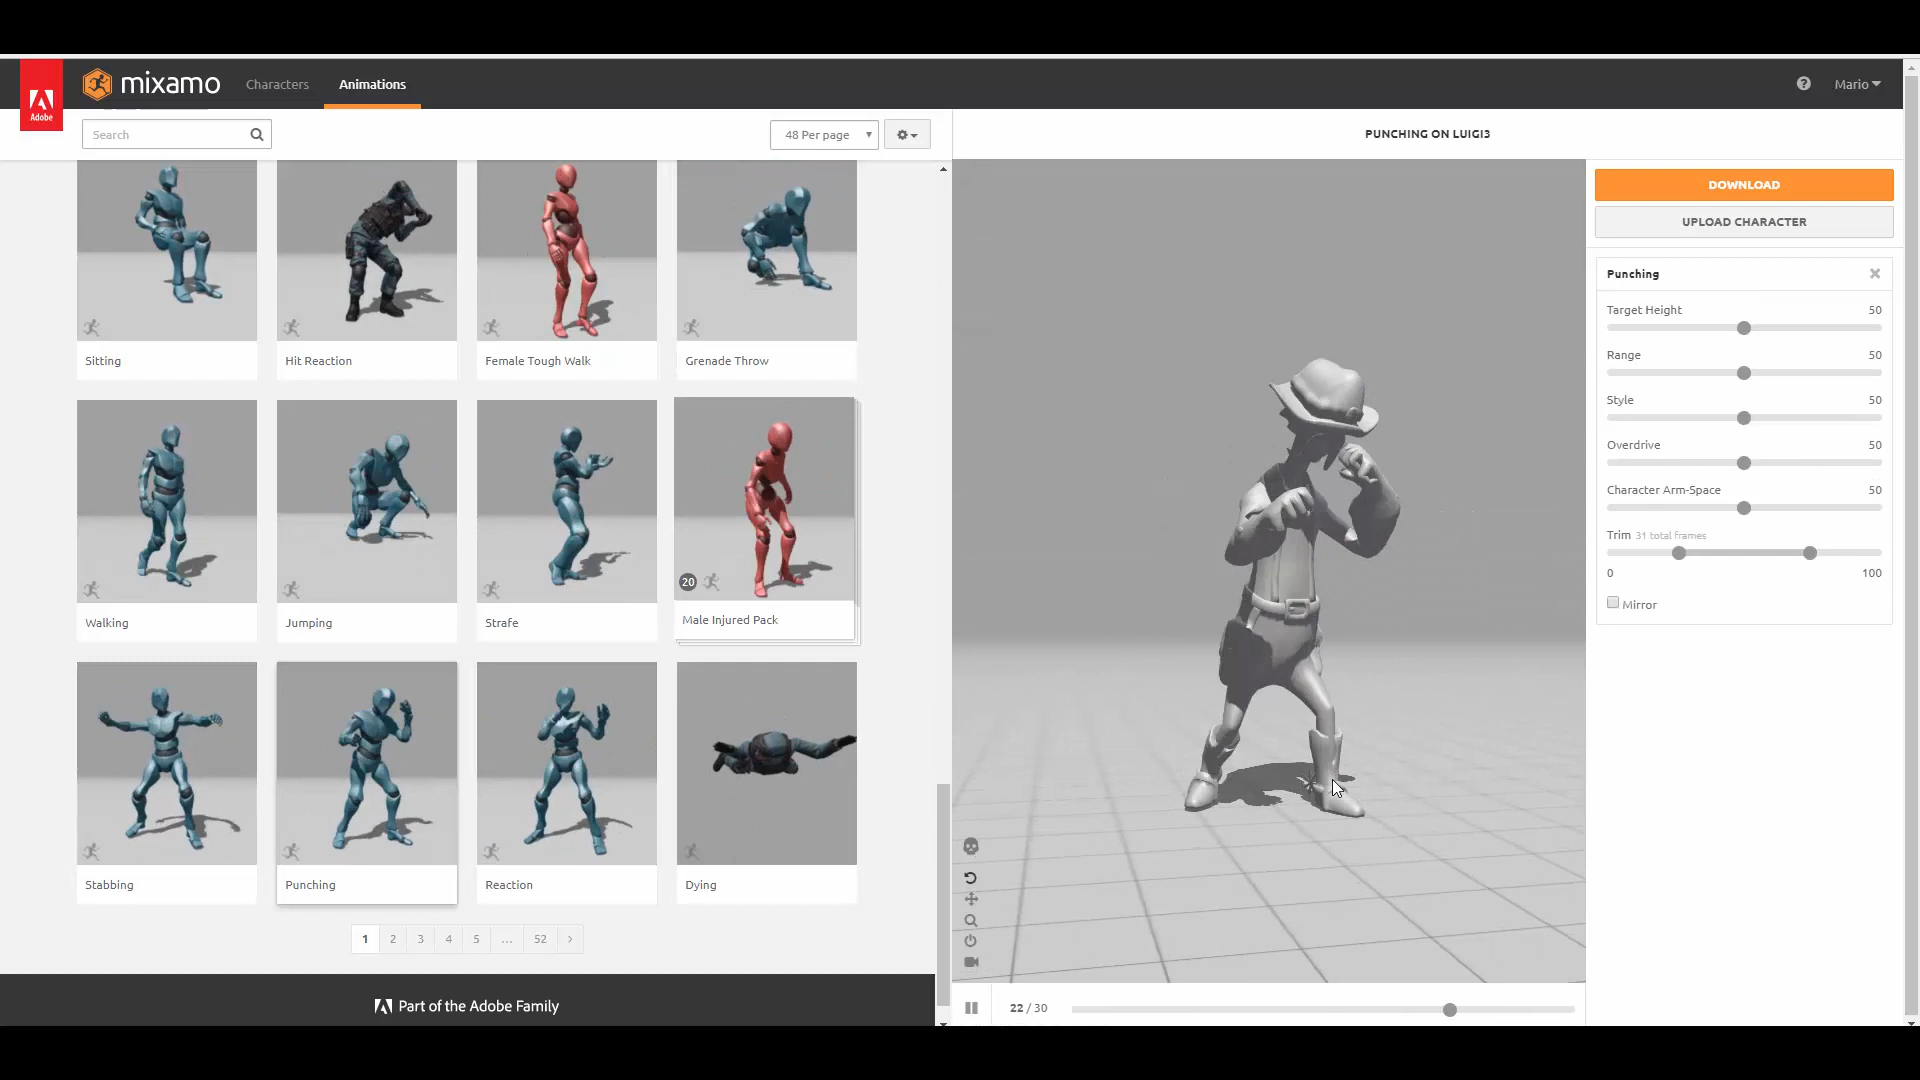 Adobe
mixamo
Characters
Animations
Mario
Search
48 Per page
PUNCHING ON LUIGI3
DOWNLOAD
UPLOAD CHARACTER
Punching
Target Height 50
Range 50
Style 50
Overdrive 50
Character Arm-Space 50
Trim 31 total frames
0 100
Mirror
Sitting
Hit Reaction
Female Tough Walk
Grenade Throw
20
Walking
Jumping
Strafe
Male Injured Pack
Stabbing
Punching
Reaction
Dying
1 2 3 4 5 ... 52 >
Part of the Adobe Family
22 / 30